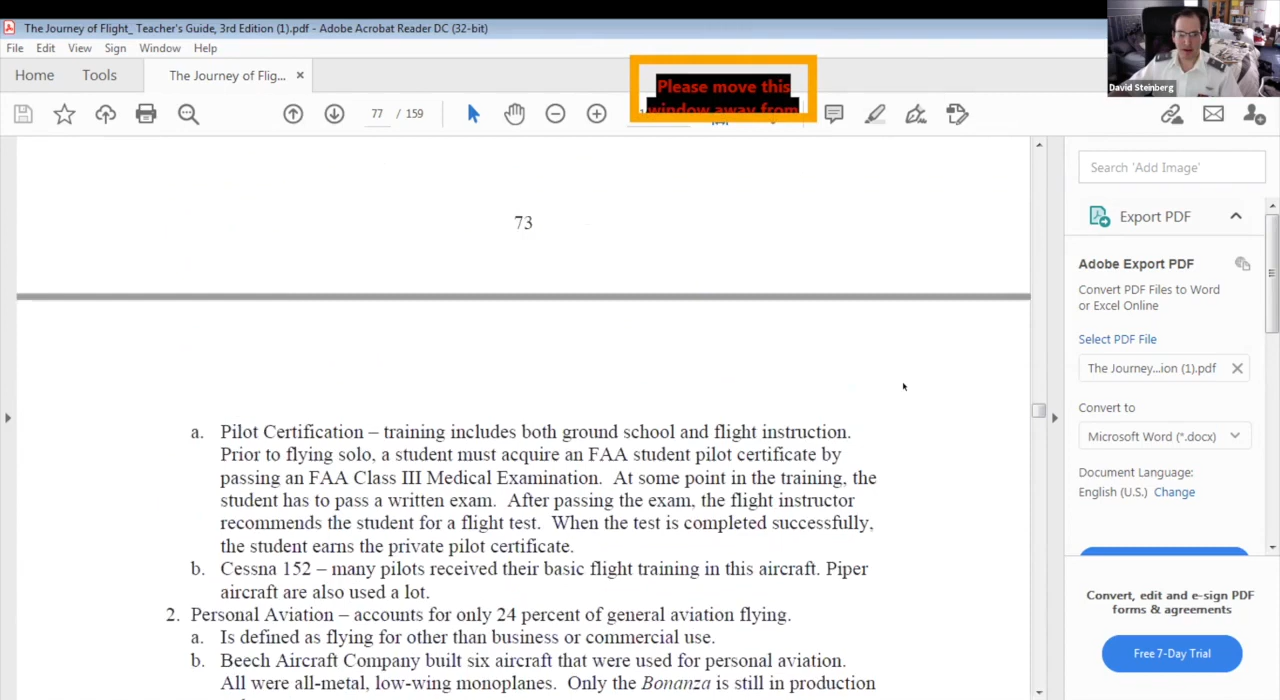 The Journey of Flight_ Teacher's Guide, 3rd Edition (1).pdf - Adobe Acrobat Reader DC (32-bit)
File Edit View Sign Window Help
Home Tools The Journey of Flig... ×
Please move this
window away from
77 / 159
David Steinberg
73
a. Pilot Certification – training includes both ground school and flight instruction.
Prior to flying solo, a student must acquire an FAA student pilot certificate by
passing an FAA Class III Medical Examination. At some point in the training, the
student has to pass a written exam. After passing the exam, the flight instructor
recommends the student for a flight test. When the test is completed successfully,
the student earns the private pilot certificate.
b. Cessna 152 – many pilots received their basic flight training in this aircraft. Piper
aircraft are also used a lot.
2. Personal Aviation – accounts for only 24 percent of general aviation flying.
a. Is defined as flying for other than business or commercial use.
b. Beech Aircraft Company built six aircraft that were used for personal aviation.
All were all-metal, low-wing monoplanes. Only the Bonanza is still in production
Search 'Add Image'
Export PDF
Adobe Export PDF
Convert PDF Files to Word
or Excel Online
Select PDF File
The Journey...ion (1).pdf
Convert to
Microsoft Word (*.docx)
Document Language:
English (U.S.) Change
Convert, edit and e-sign PDF
forms & agreements
Free 7-Day Trial